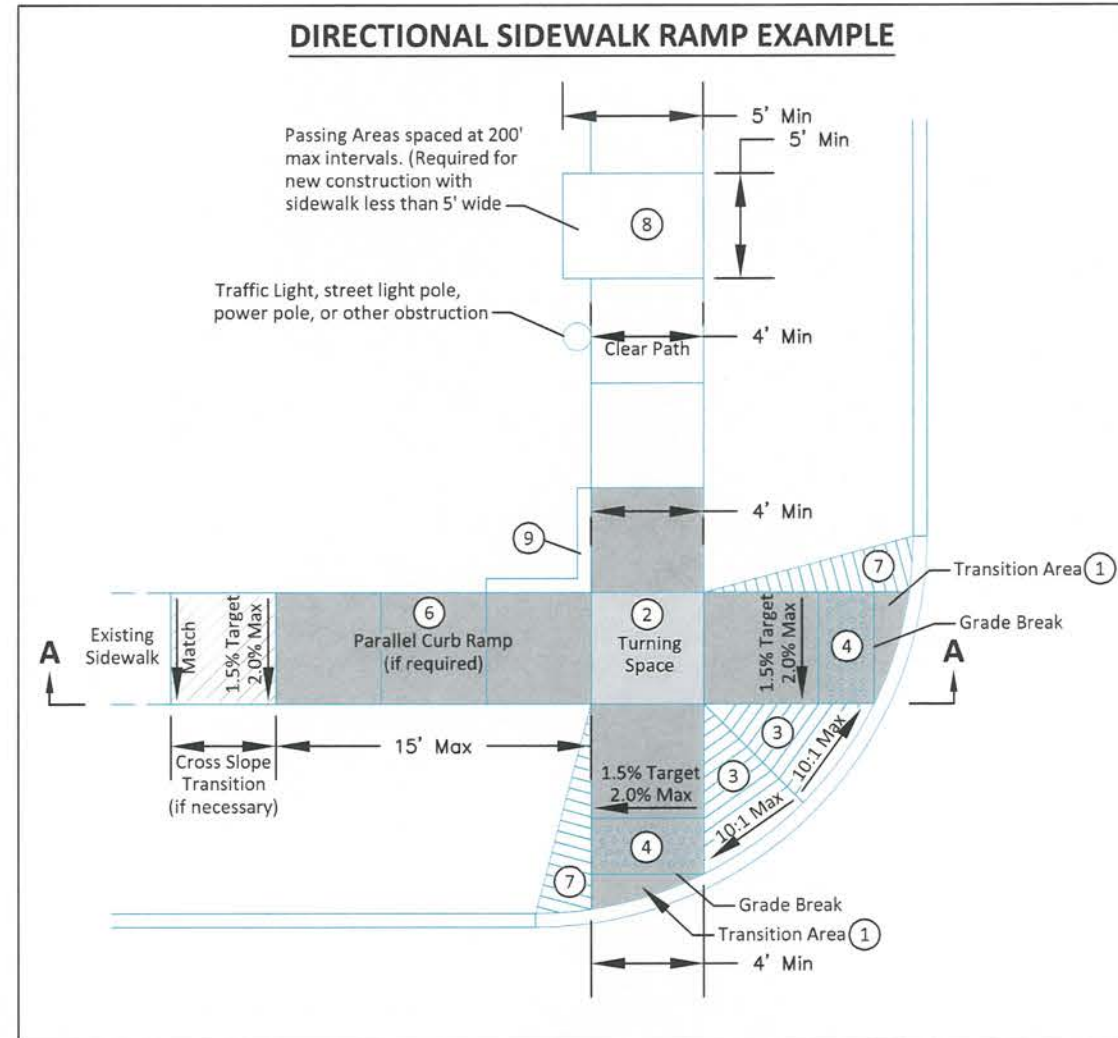 DIRECTIONAL SIDEWALK RAMP EXAMPLE
5' Min
5' Min
Passing Areas spaced at 200'
max intervals. (Required for
new construction with
sidewalk less than 5' wide
8
Traffic Light, street light pole,
power pole, or other obstruction
4' Min
Clear Path
4' Min
9
7
Transition Area 1
Grade Break
Existing
Sidewalk
Match
1.5% Target
2.0% Max
6
Parallel Curb Ramp
(if required)
2
Turning
Space
1.5% Target
2.0% Max
4
A
A
3
10:1 Max
15' Max
Cross Slope
Transition
(if necessary)
1.5% Target
2.0% Max
3
10:1 Max
4
7
Grade Break
Transition Area 1
4' Min